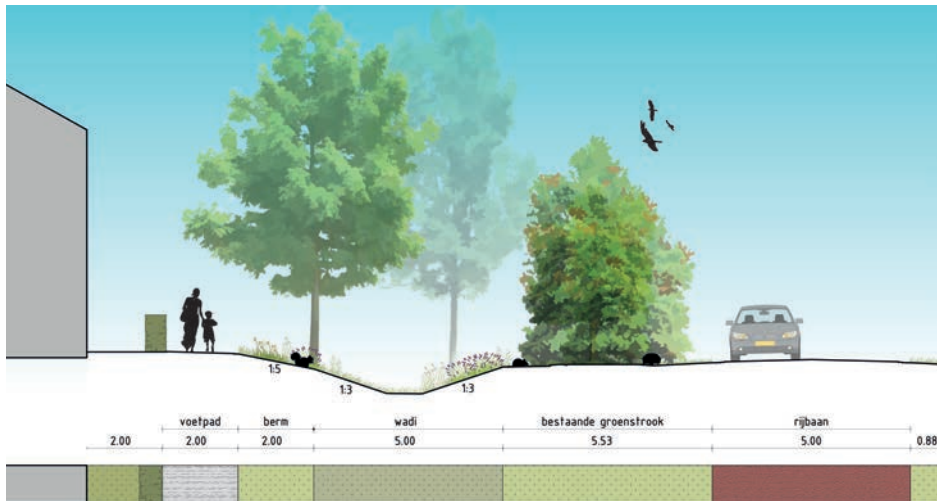 1:5
1:3
1:3
voetpad berm wadi bestaande groenstrook rijbaan
2.00 2.00 2.00 5.00 5.53 5.00 0.88